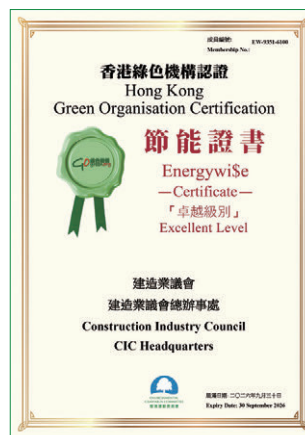 成員編號: EW-9351-6100
Membership No.:
香港綠色機構認證
Hong Kong
Green Organisation Certification
節能證書
Energywi$e
—Certificate—
「卓越級別」
Excellent Level
建造業議會
建造業議會總辦事處
Construction Industry Council
CIC Headquarters
屆滿日期: 二〇二六年九月三十日
Expiry Date: 30 September 2026